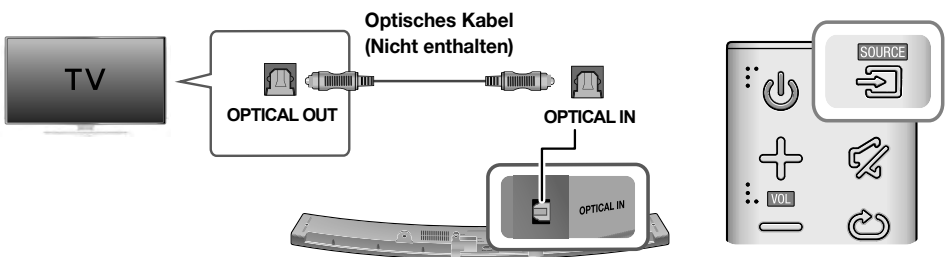 Optisches Kabel
(Nicht enthalten)
TV
OPTICAL OUT
OPTICAL IN
OPTICAL IN
SOURCE
VOL